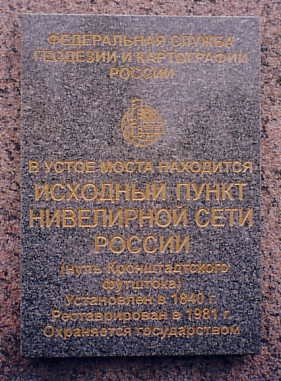 ФЕДЕРАЛЬНАЯ СЛУЖБА
ГЕОДЕЗИИ И КАРТОГРАФИИ
РОССИИ
В УСТОЕ МОСТА НАХОДИТСЯ
ИСХОДНЫЙ ПУНКТ
НИВЕЛИРНОЙ СЕТИ
РОССИИ
(нуль Кронштадтского
футштока)
Установлен в 1840 г.
Реставрирован в 1981 г.
Охраняется государством